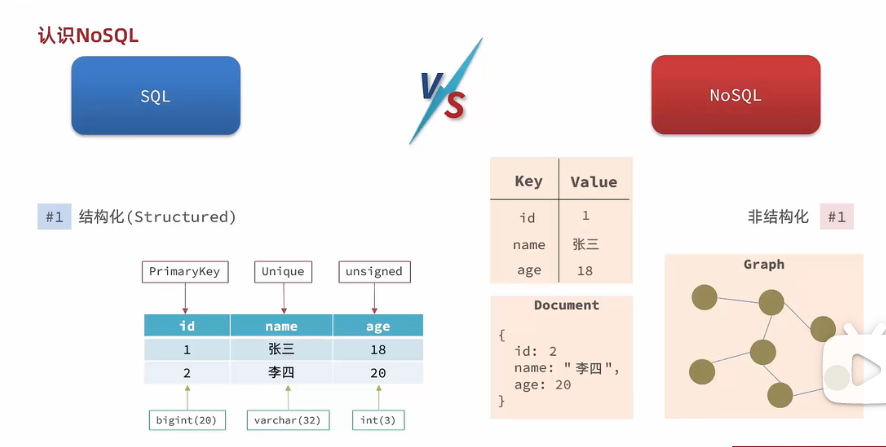 认识NoSQL
SQL
VS
NoSQL
#1 结构化(Structured)
非结构化 #1
PrimaryKey Unique unsigned
id name age
1 张三 18
2 李四 20
bigint(20) varchar(32) int(3)
Key Value
id 1
name 张三
age 18
Document
{
id: 2
name: "李四",
age: 20
}
Graph